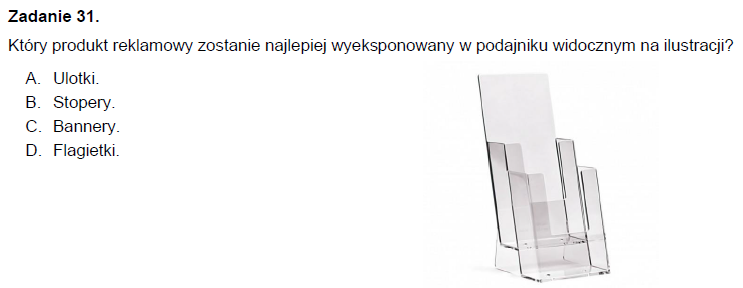 Zadanie 31.
Który produkt reklamowy zostanie najlepiej wyeksponowany w podajniku widocznym na ilustracji?
A. Ulotki.
B. Stopery.
C. Bannery.
D. Flagietki.